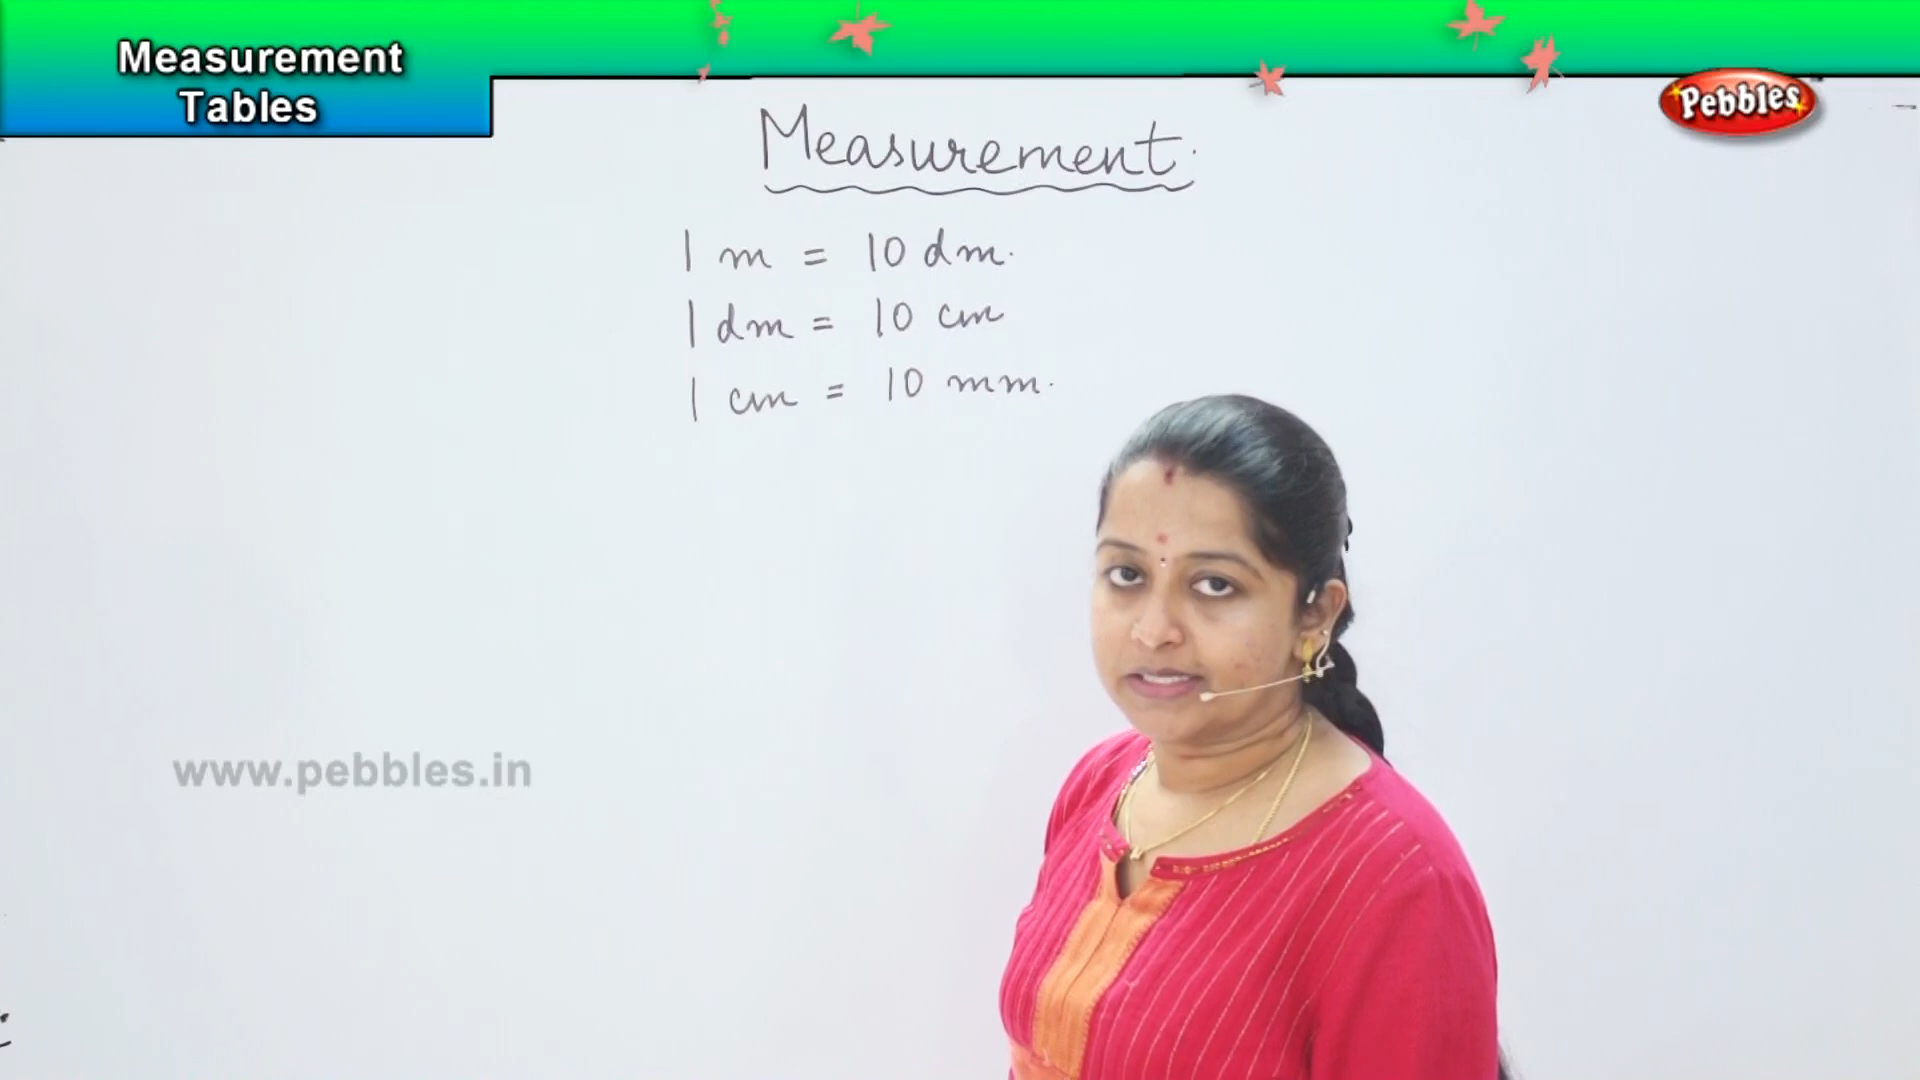 Measurement
Tables
Pebbles
Measurement.
1 m = 10 dm.
1 dm = 10 cm
1 cm = 10 mm.
www.pebbles.in